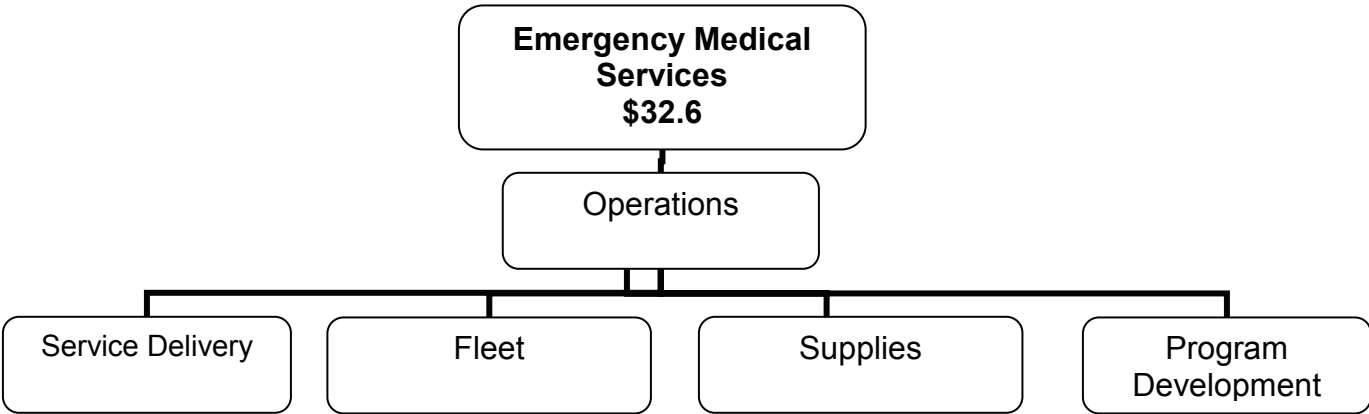 Emergency Medical
Services
$32.6
Operations
Service Delivery
Fleet
Supplies
Program
Development